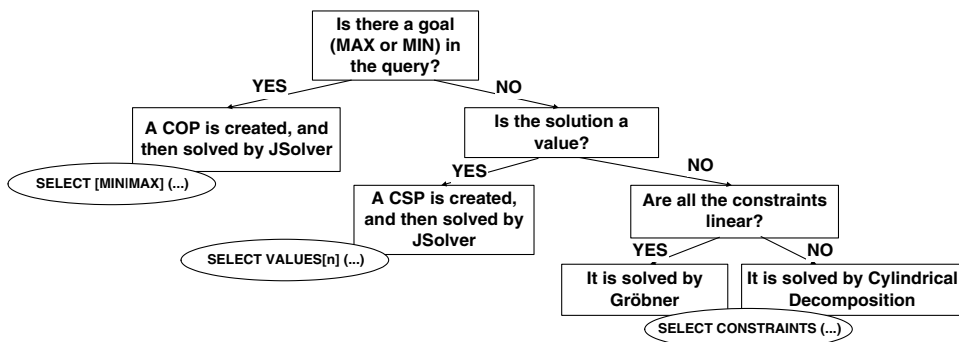 Is there a goal
(MAX or MIN) in
the query?
YES
NO
A COP is created, and
then solved by JSolver
SELECT [MIN|MAX] (...)
Is the solution a
value?
YES
NO
A CSP is created,
and then solved by
JSolver
SELECT VALUES[n] (...)
Are all the constraints
linear?
YES
NO
It is solved by
Gröbner
It is solved by Cylindrical
Decomposition
SELECT CONSTRAINTS (...)